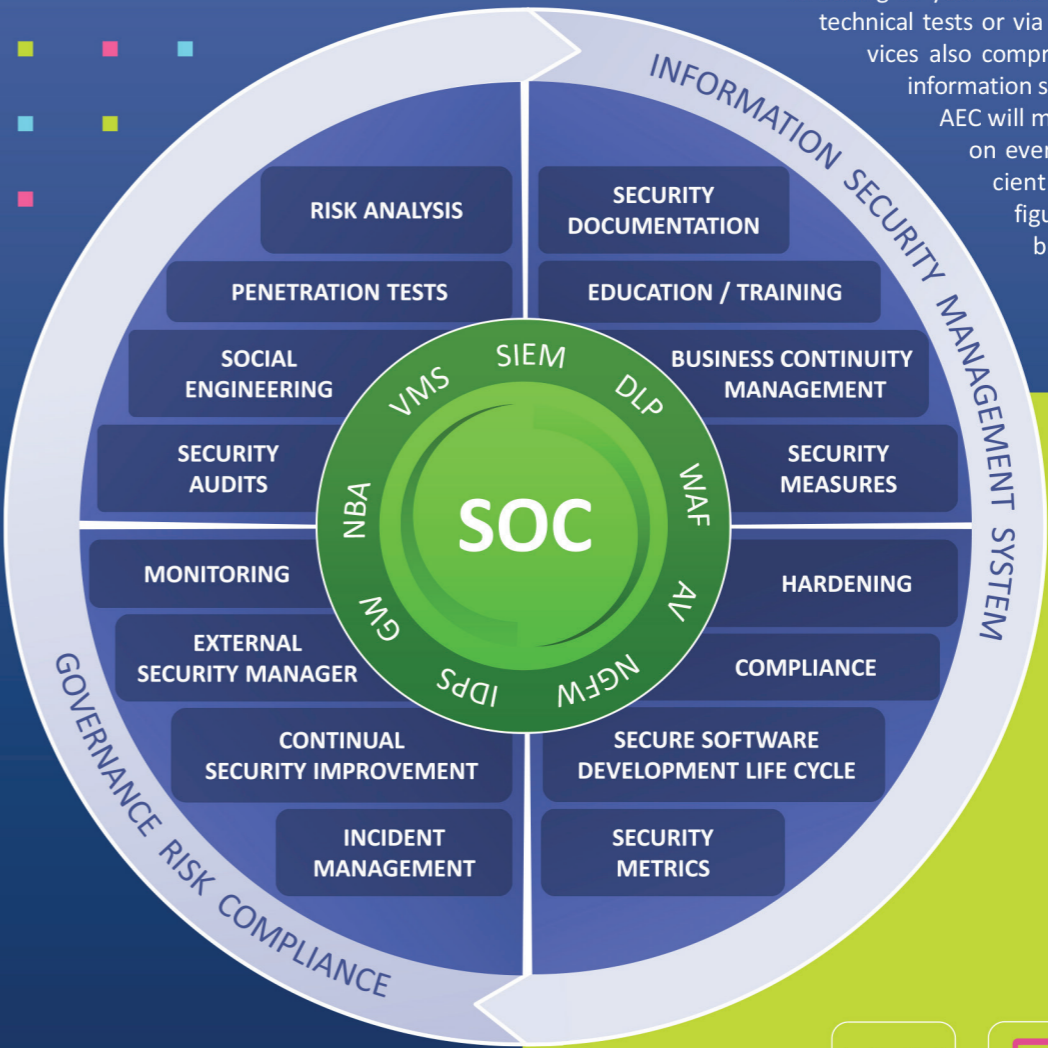 technical tests or via
vices also compr
information s
AEC will m
on ever
cient
figu
b
INFORMATION SECURITY MANAGEMENT SYSTEM
RISK ANALYSIS
PENETRATION TESTS
SOCIAL
ENGINEERING
SECURITY
AUDITS
SECURITY
DOCUMENTATION
EDUCATION / TRAINING
BUSINESS CONTINUITY
MANAGEMENT
SECURITY
MEASURES
SIEM
DLP
WAF
AV
NGFW
IDPS
GW
NBA
VMS
SOC
MONITORING
EXTERNAL
SECURITY MANAGER
CONTINUAL
SECURITY IMPROVEMENT
INCIDENT
MANAGEMENT
HARDENING
COMPLIANCE
SECURE SOFTWARE
DEVELOPMENT LIFE CYCLE
SECURITY
METRICS
GOVERNANCE RISK COMPLIANCE